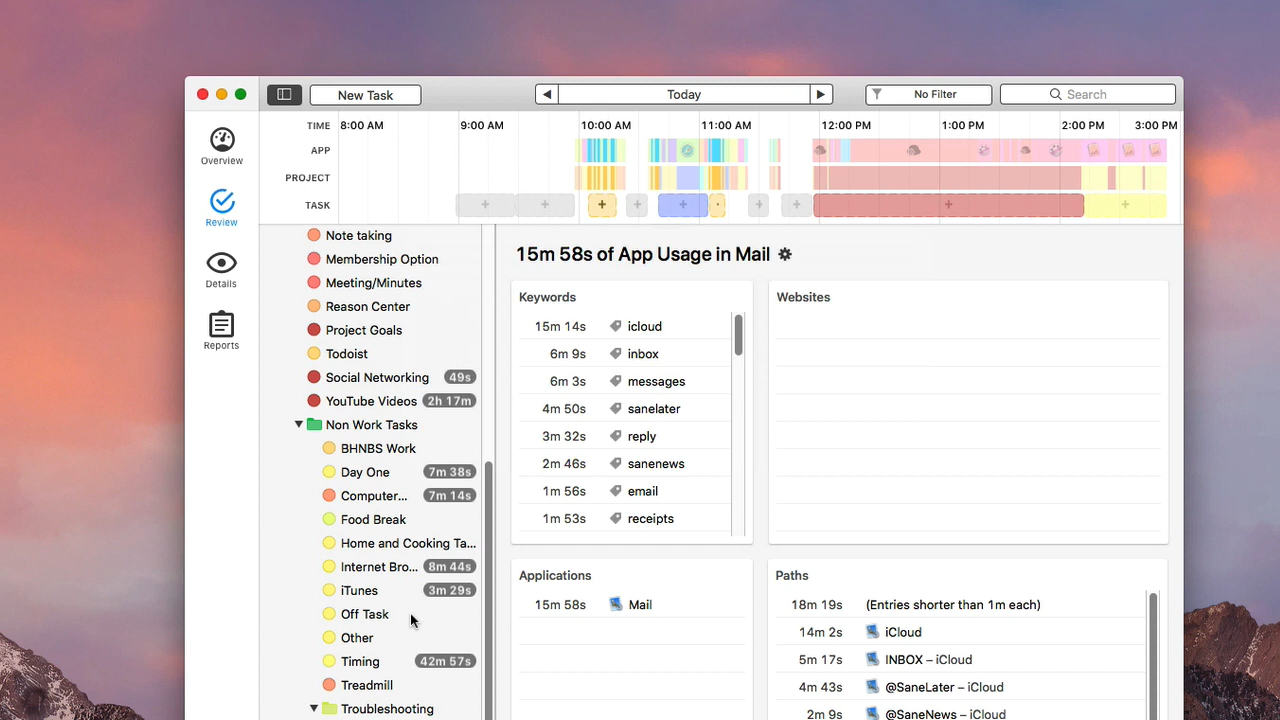 New Task
Today
No Filter
Search
TIME
8:00 AM
9:00 AM
10:00 AM
11:00 AM
12:00 PM
1:00 PM
2:00 PM
3:00 PM
APP
PROJECT
TASK
Overview
Review
Details
Reports
Note taking
Membership Option
Meeting/Minutes
Reason Center
Project Goals
Todoist
Social Networking 49s
YouTube Videos 2h 17m
Non Work Tasks
BHNBS Work
Day One 7m 38s
Computer... 7m 14s
Food Break
Home and Cooking Ta...
Internet Bro... 8m 44s
iTunes 3m 29s
Off Task
Other
Timing 42m 57s
Treadmill
Troubleshooting
15m 58s of App Usage in Mail
Keywords
15m 14s icloud
6m 9s inbox
6m 3s messages
4m 50s sanelater
3m 32s reply
2m 46s sanenews
1m 56s email
1m 53s receipts
Websites
Applications
15m 58s Mail
Paths
18m 19s (Entries shorter than 1m each)
14m 2s iCloud
5m 17s INBOX – iCloud
4m 43s @SaneLater – iCloud
2m 9s @SaneNews – iCloud